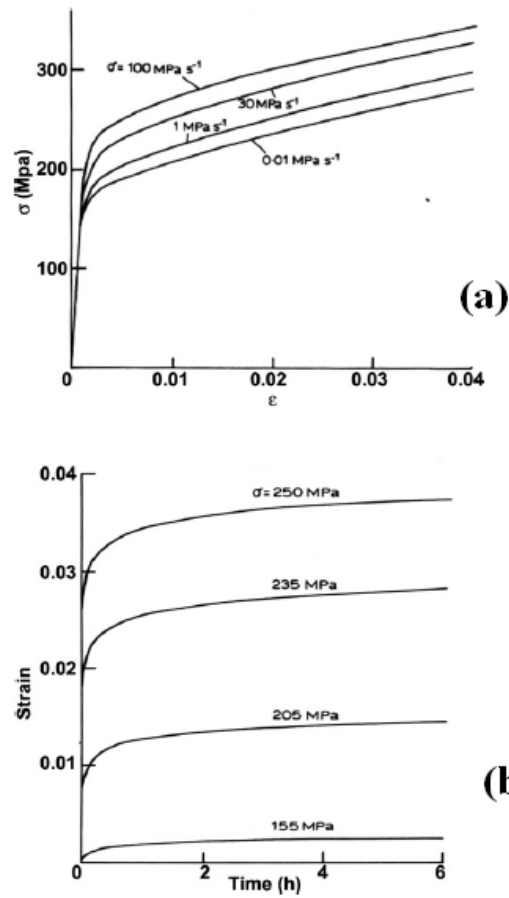 300
σ = 100 MPa s⁻¹
30 MPa s⁻¹
1 MPa s⁻¹
0·01 MPa s⁻¹
200
σ (Mpa)
100
(a)
0 0.01 0.02 0.03 0.04
ε
0.04
σ = 250 MPa
0.03
235 MPa
0.02
Strain
205 MPa
0.01
(b
155 MPa
0 2 4 6
Time (h)